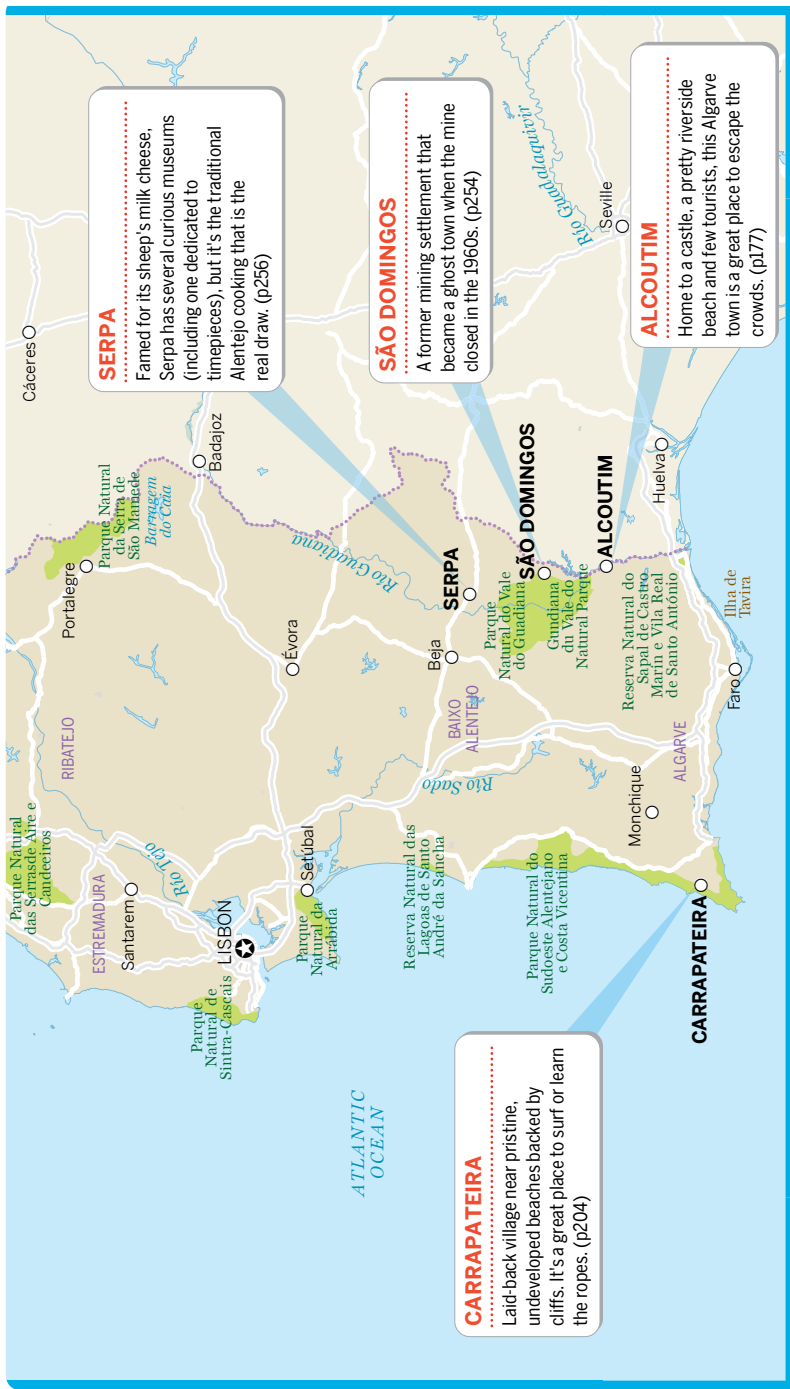 SERPA
Famed for its sheep's milk cheese,
Serpa has several curious museums
(including one dedicated to
timepieces), but it's the traditional
Alentejo cooking that is the
real draw. (p256)
SÃO DOMINGOS
A former mining settlement that
became a ghost town when the mine
closed in the 1960s. (p254)
ALCOUTIM
Home to a castle, a pretty riverside
beach and few tourists, this Algarve
town is a great place to escape the
crowds. (p177)
CARRAPATEIRA
Laid-back village near pristine,
undeveloped beaches backed by
cliffs. It's a great place to surf or learn
the ropes. (p204)
Cáceres
Badajoz
Parque Natural
da Serra de
São Mamede
Barragem
do Caia
Portalegre
RIBATEJO
Parque Natural
das Serrasde Aire e
Candeeiros
ESTREMADURA
Santarem
Rio Tejo
LISBON
Parque
Natural de
Sintra-Cascais
Setúbal
Parque
Natural da
Arrábida
Évora
Rio Guadiana
ATLANTIC
OCEAN
Reserva Natural das
Lagoas de Santo
André da Sancha
Rio Sado
BAIXO
ALENTEJO
Beja
SERPA
Parque
Natural do Vale
do Guadiana
SÃO DOMINGOS
Gundiana
du Vale do
Natural Parque
ALCOUTIM
Parque Natural do
Sudoeste Alentejano
e Costa Vicentina
Monchique
ALGARVE
Reserva Natural do
Sapal de Castro
Marin e Vila Real
de Santo António
CARRAPATEIRA
Faro
Ilha de
Tavira
Huelva
Seville
Río Guadalaquivir